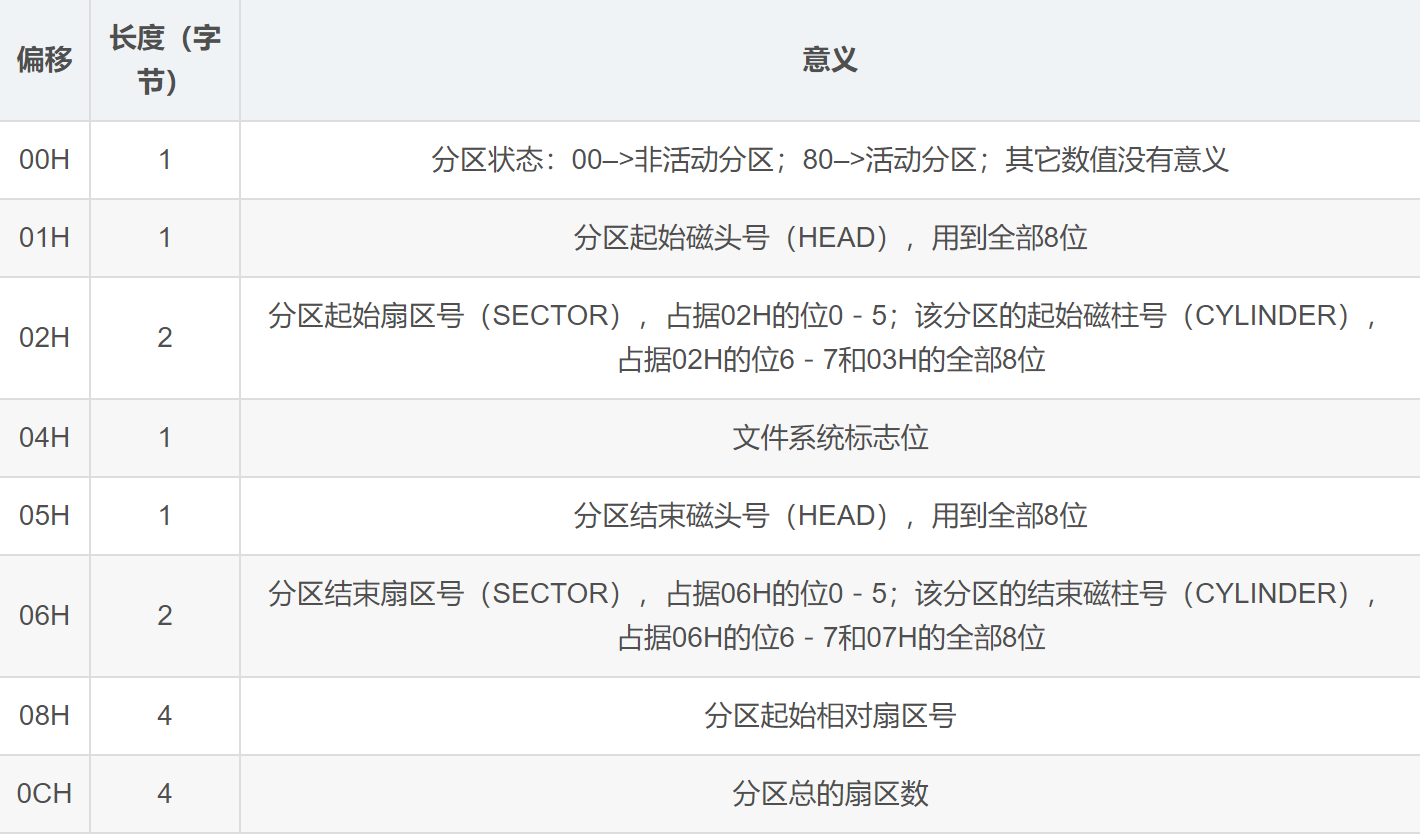 偏移
长度（字
节）
意义
00H
1
分区状态：00–>非活动分区；80–>活动分区；其它数值没有意义
01H
1
分区起始磁头号（HEAD），用到全部8位
02H
2
分区起始扇区号（SECTOR），占据02H的位0 - 5；该分区的起始磁柱号（CYLINDER），
占据02H的位6 - 7和03H的全部8位
04H
1
文件系统标志位
05H
1
分区结束磁头号（HEAD），用到全部8位
06H
2
分区结束扇区号（SECTOR），占据06H的位0 - 5；该分区的结束磁柱号（CYLINDER），
占据06H的位6 - 7和07H的全部8位
08H
4
分区起始相对扇区号
0CH
4
分区总的扇区数